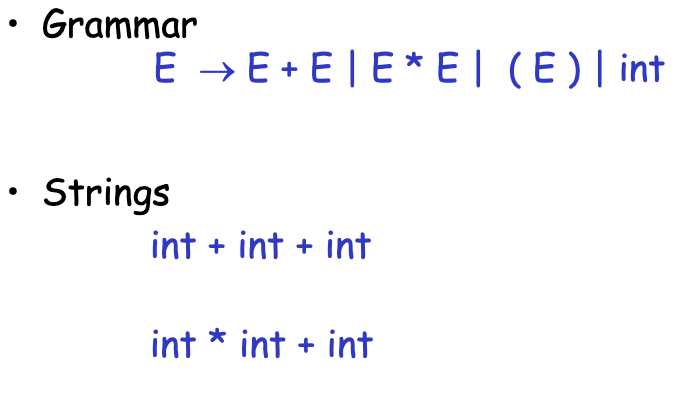 • Grammar
E → E + E | E * E | ( E ) | int
• Strings
int + int + int
int * int + int